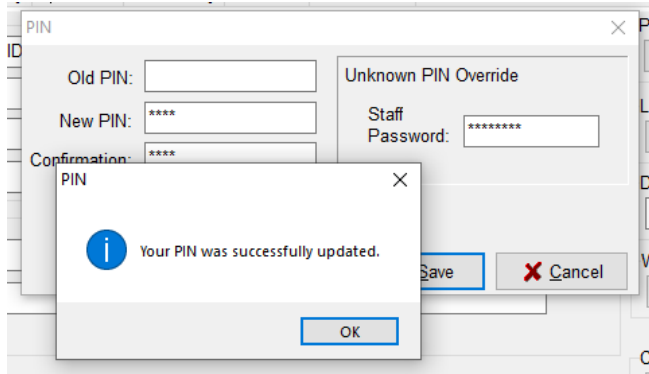 PIN
ID
Old PIN:
New PIN: ****
Confirmation: ****
Unknown PIN Override
Staff
Password: ********
PIN
Your PIN was successfully updated.
OK
Save
Cancel
P
L
D